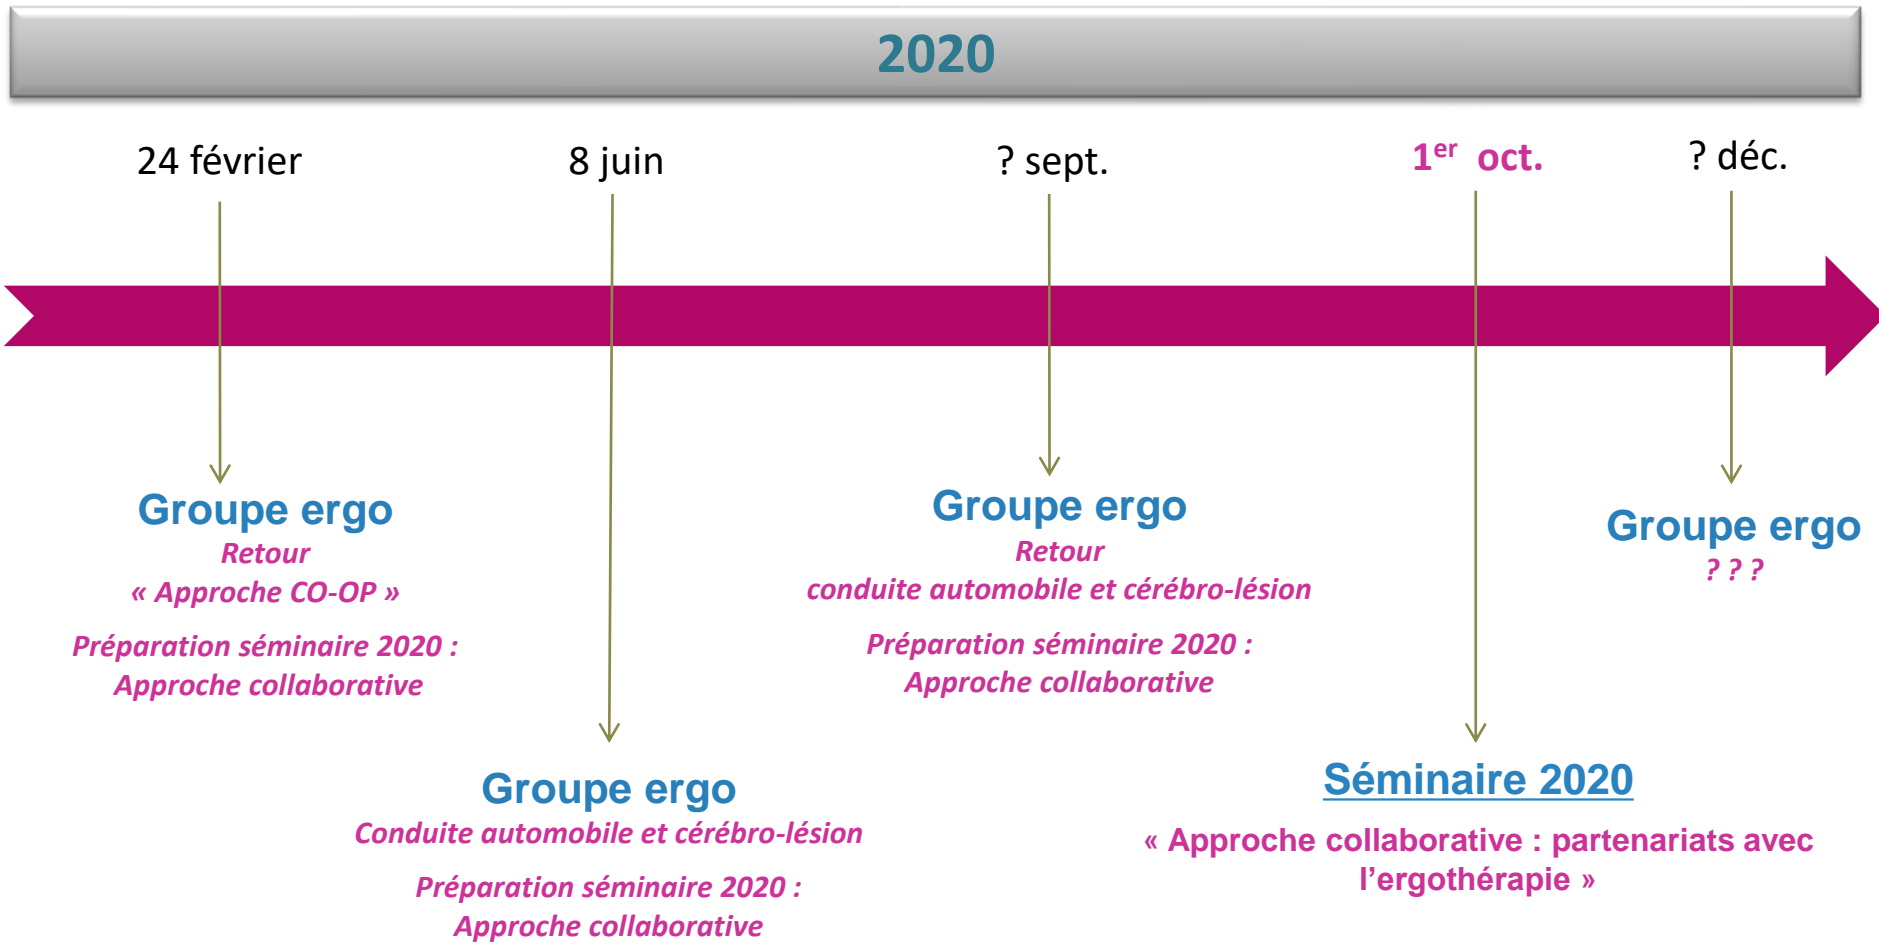 2020
24 février
8 juin
? sept.
1er oct.
? déc.
Groupe ergo
Retour
« Approche CO-OP »
Préparation séminaire 2020 :
Approche collaborative
Groupe ergo
Conduite automobile et cérébro-lésion
Préparation séminaire 2020 :
Approche collaborative
Groupe ergo
Retour
conduite automobile et cérébro-lésion
Préparation séminaire 2020 :
Approche collaborative
Séminaire 2020
« Approche collaborative : partenariats avec
l’ergothérapie »
Groupe ergo
? ? ?